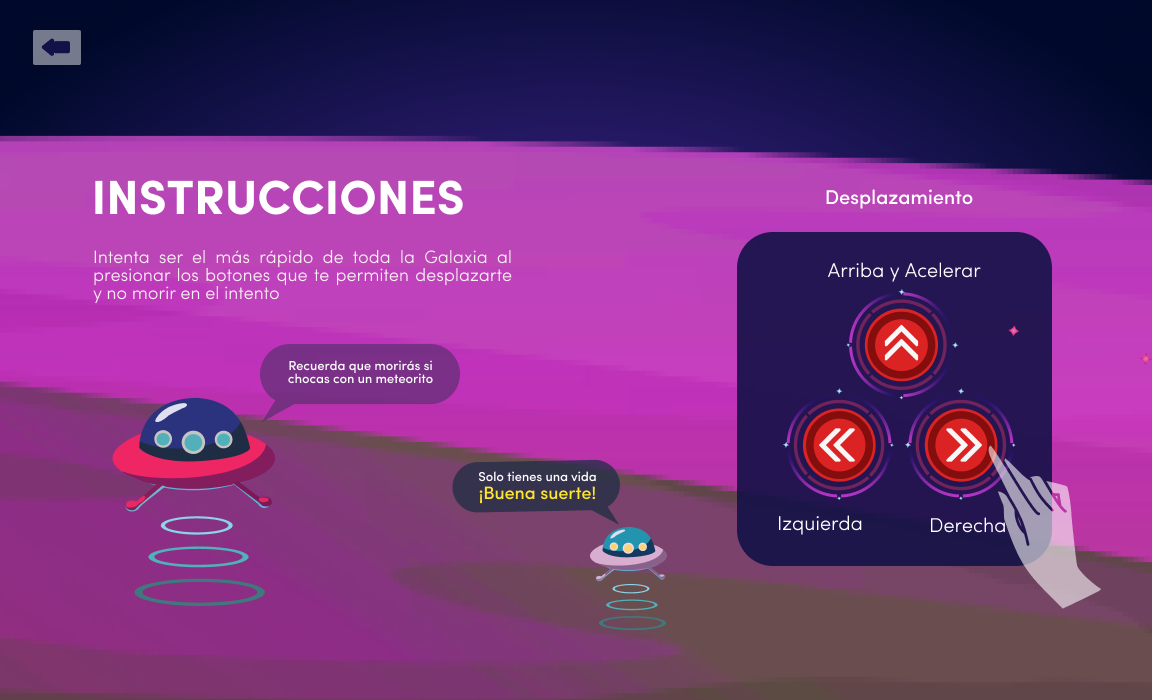 INSTRUCCIONES
Intenta ser el más rápido de toda la Galaxia al
presionar los botones que te permiten desplazarte
y no morir en el intento
Recuerda que morirás si
chocas con un meteorito
Solo tienes una vida
¡Buena suerte!
Desplazamiento
Arriba y Acelerar
Izquierda
Derecha